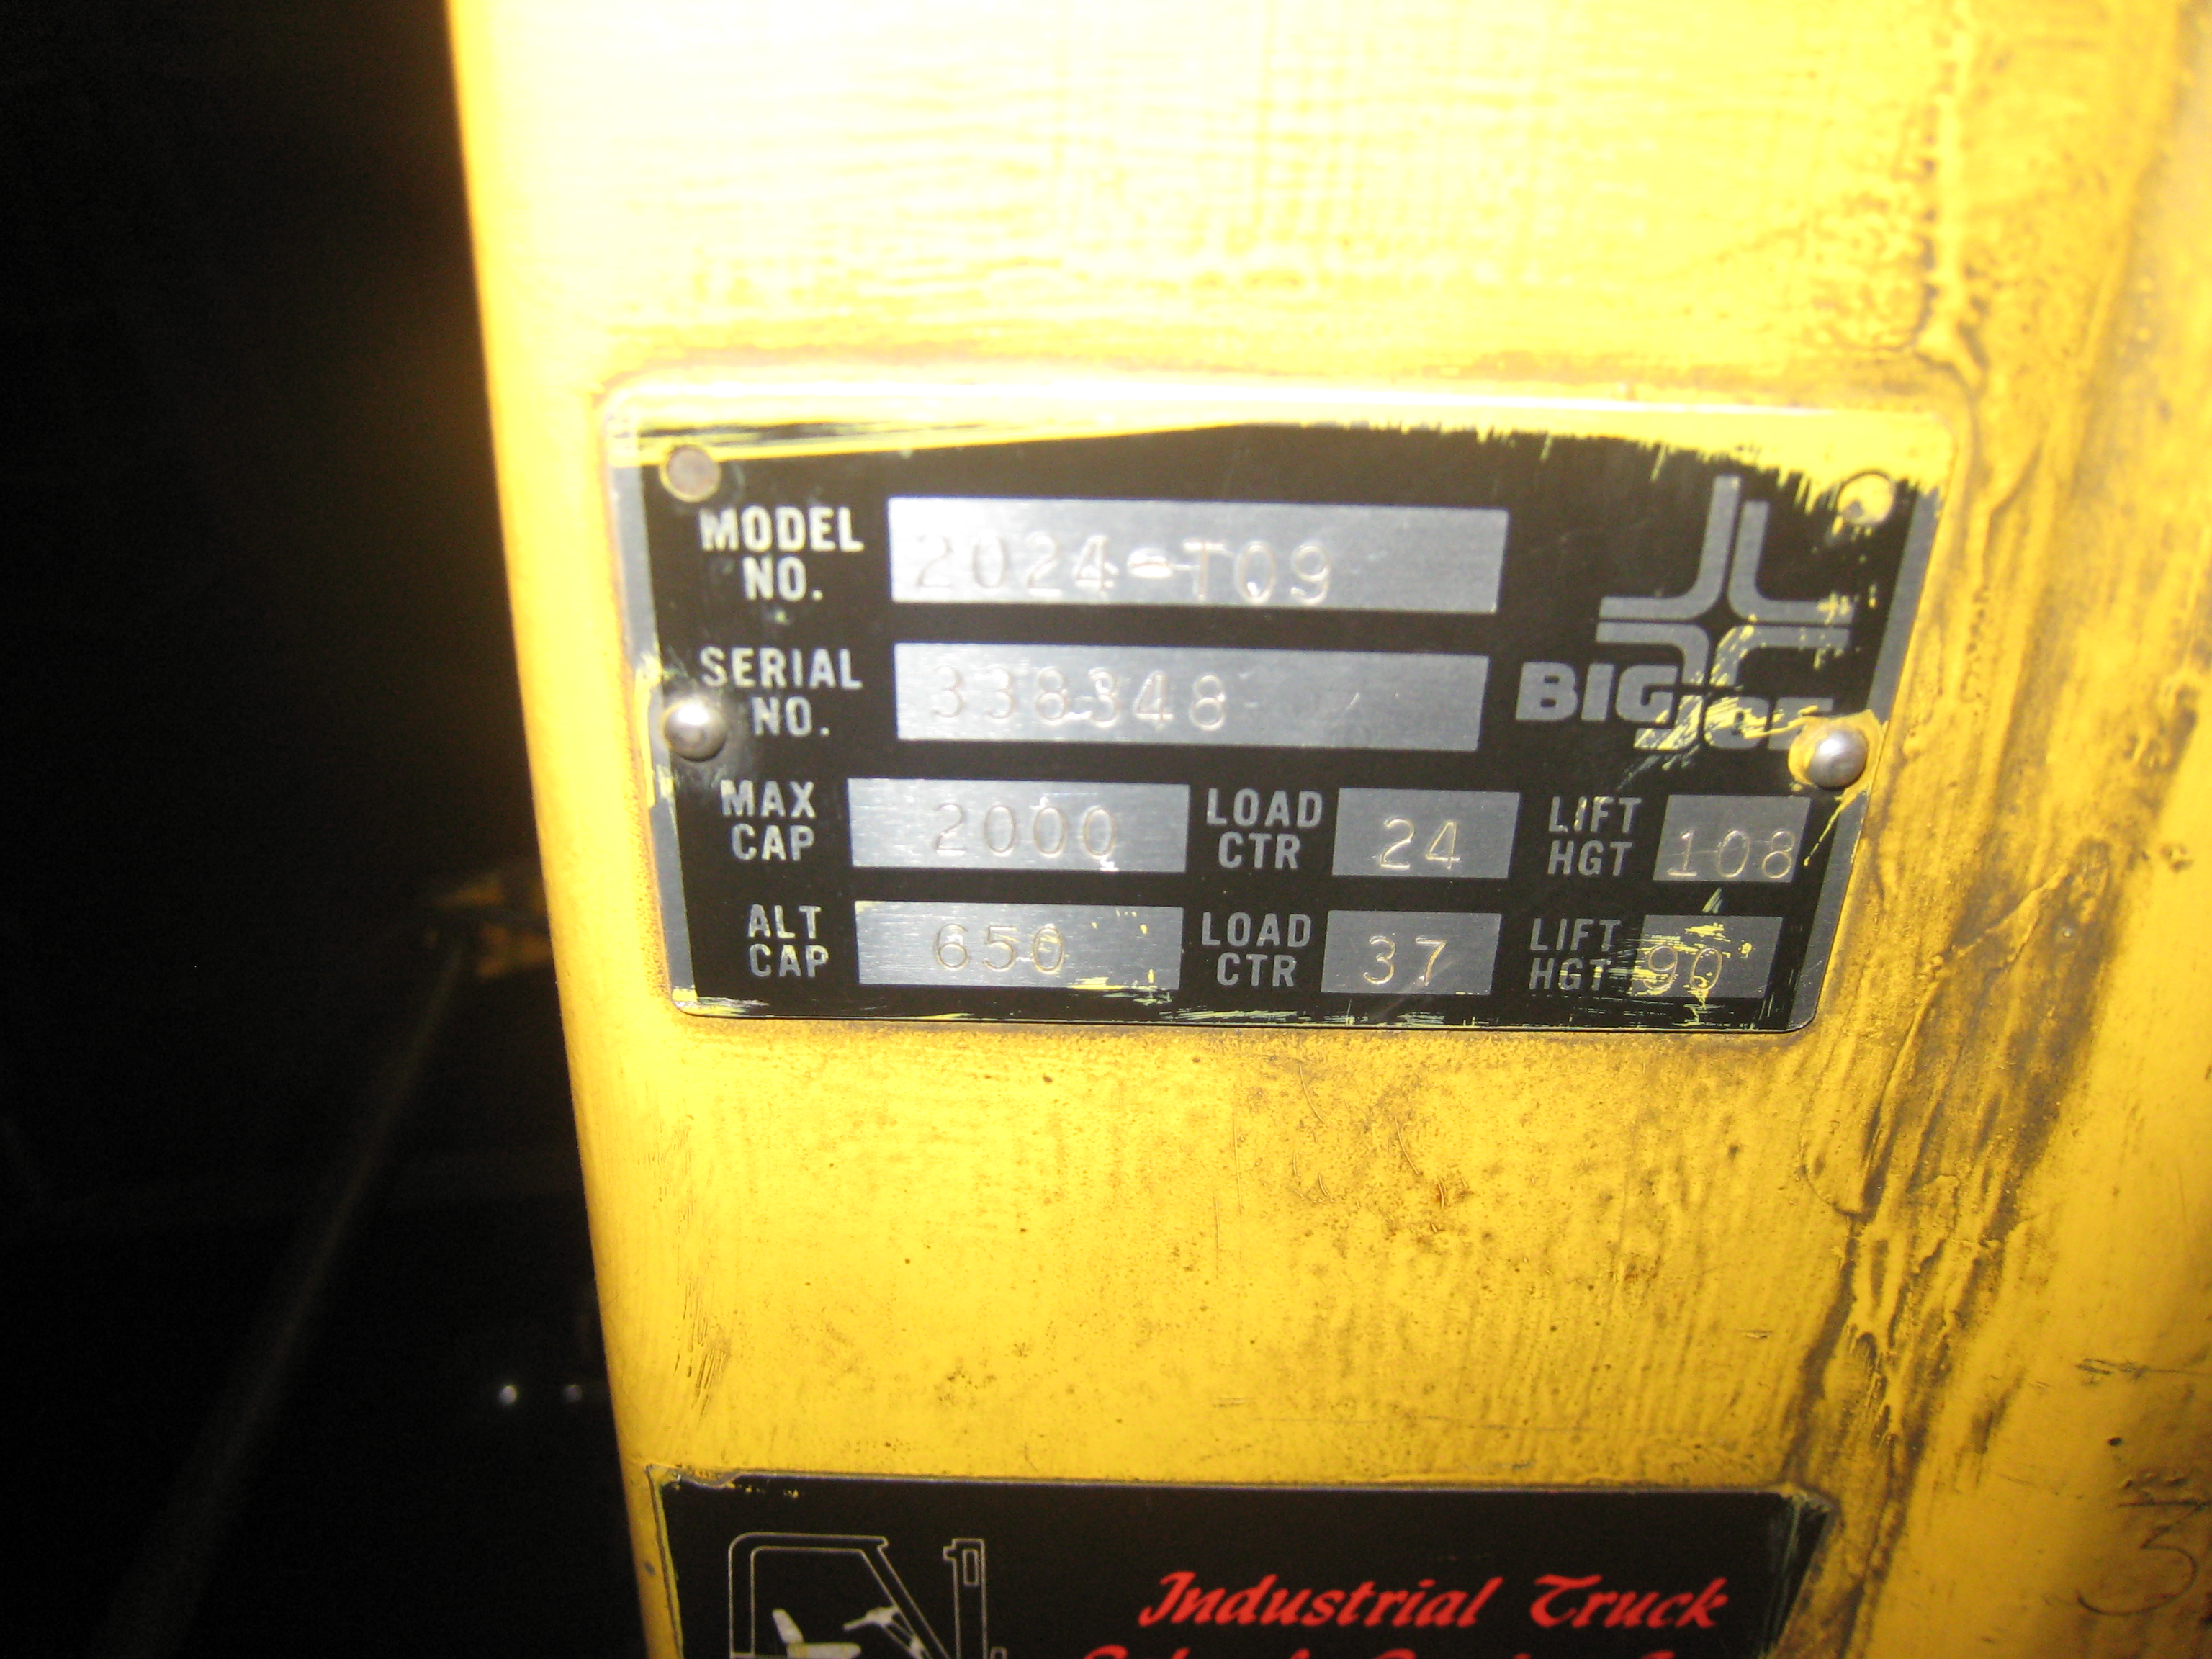 MODEL NO. 2024-T09
SERIAL NO. 338348
BIG JOE
MAX CAP 2000 LOAD CTR 24 LIFT HGT 108
ALT CAP 650 LOAD CTR 37 LIFT HGT 90
Industrial Truck